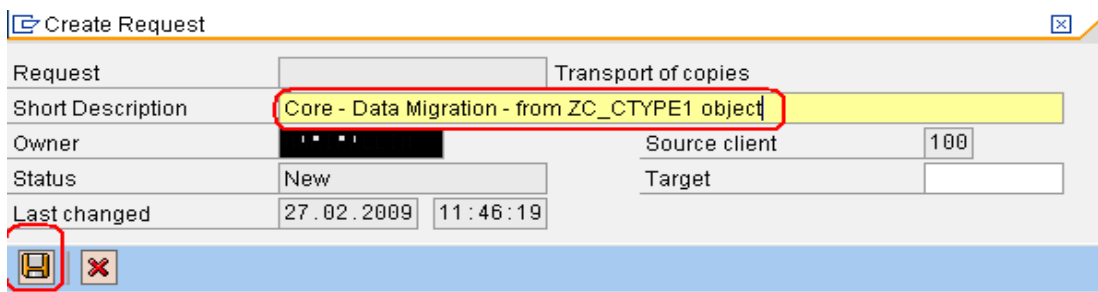 Create Request
Request Transport of copies
Short Description Core - Data Migration - from ZC_CTYPE1 object
Owner Source client 100
Status New Target
Last changed 27.02.2009 11:46:19